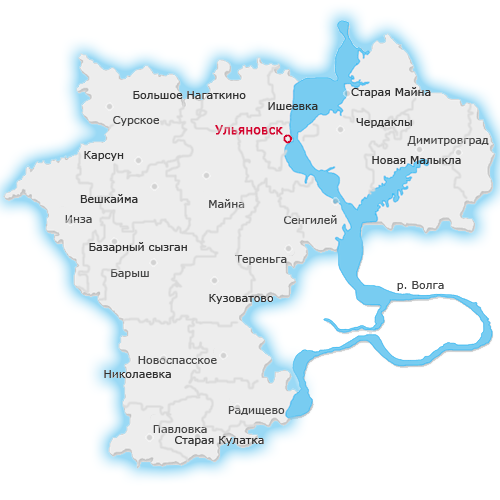 Старая Майна
Большое Нагаткино
Ишеевка
Сурское
Чердаклы
Ульяновск
Димитровград
Карсун
Новая Малыкла
Вешкайма
Майна
Инза
Сенгилей
Базарный сызган
Тереньга
Барыш
р. Волга
Кузоватово
Новоспасское
Николаевка
Радищево
Павловка
Старая Кулатка